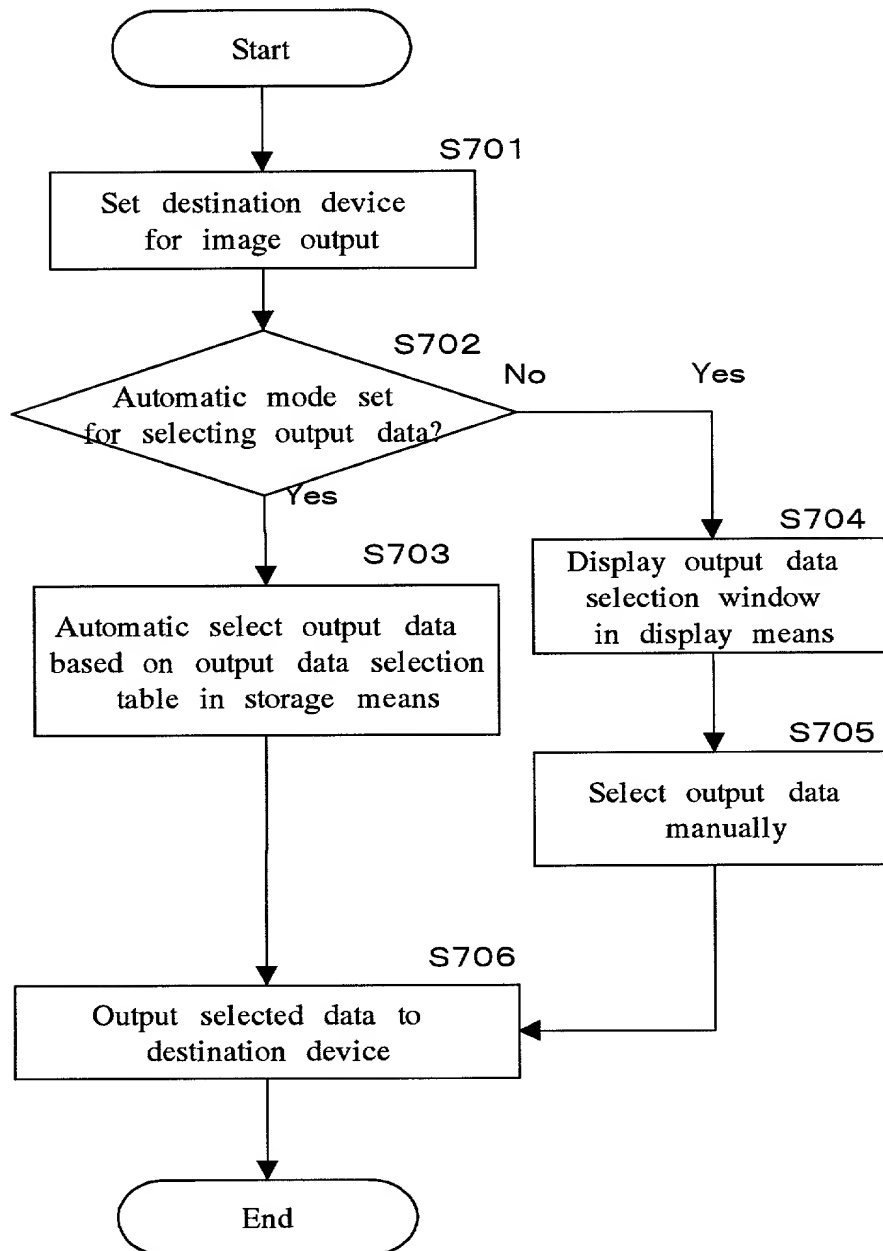 Start
S701
Set destination device
for image output
S702
No
Yes
Automatic mode set
for selecting output data?
Yes
S703
Automatic select output data
based on output data selection
table in storage means
S704
Display output data
selection window
in display means
S705
Select output data
manually
S706
Output selected data to
destination device
End